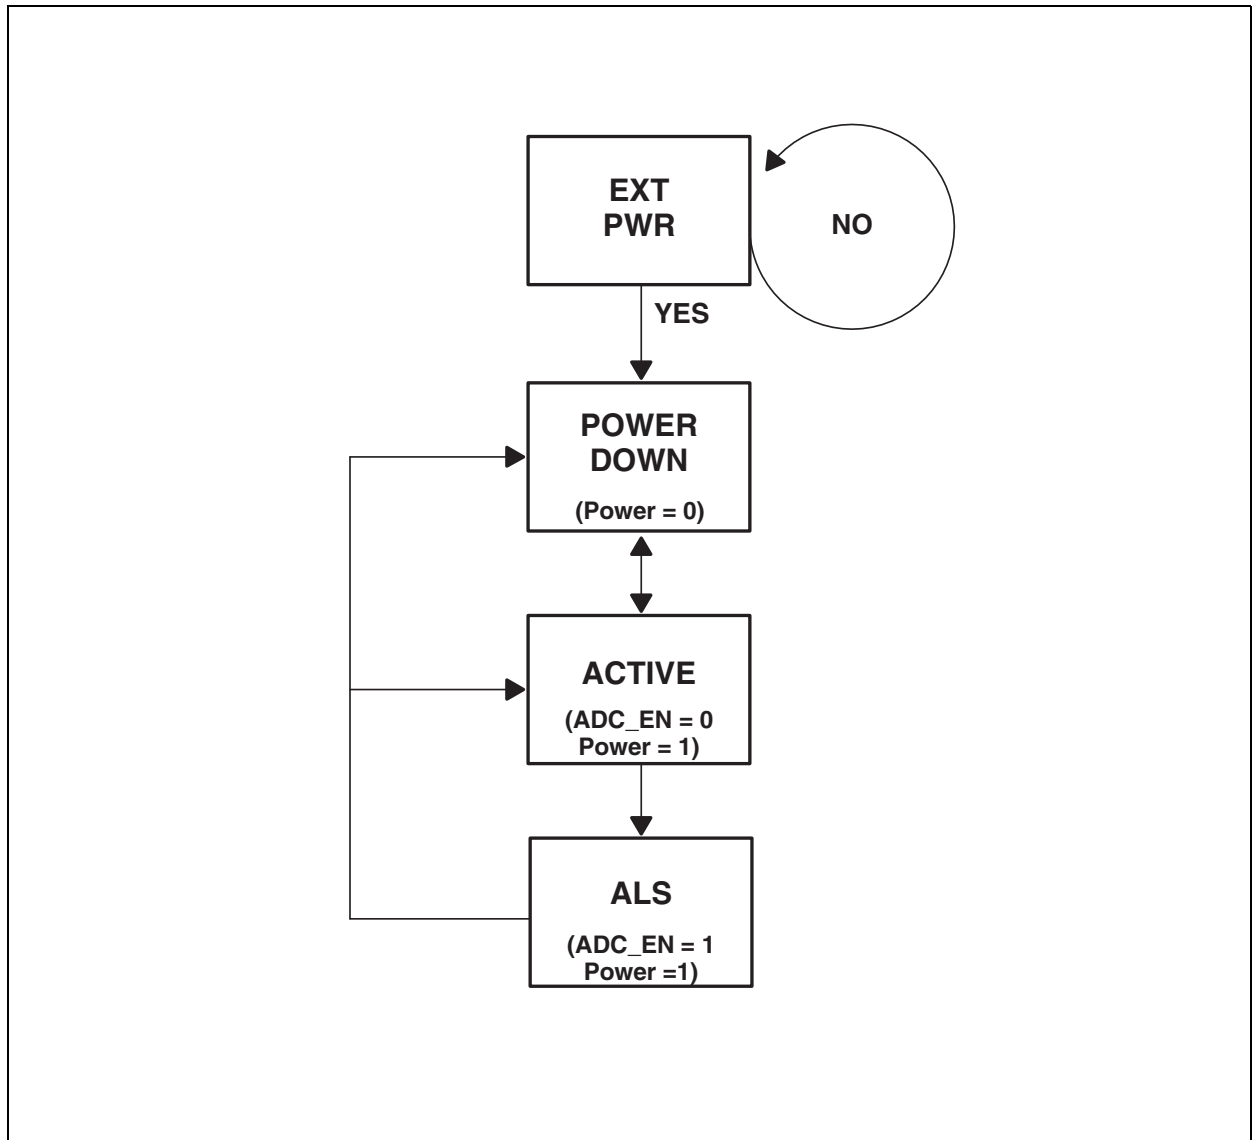 EXT
PWR
NO
YES
POWER
DOWN
(Power = 0)
ACTIVE
(ADC_EN = 0
Power = 1)
ALS
(ADC_EN = 1
Power =1)